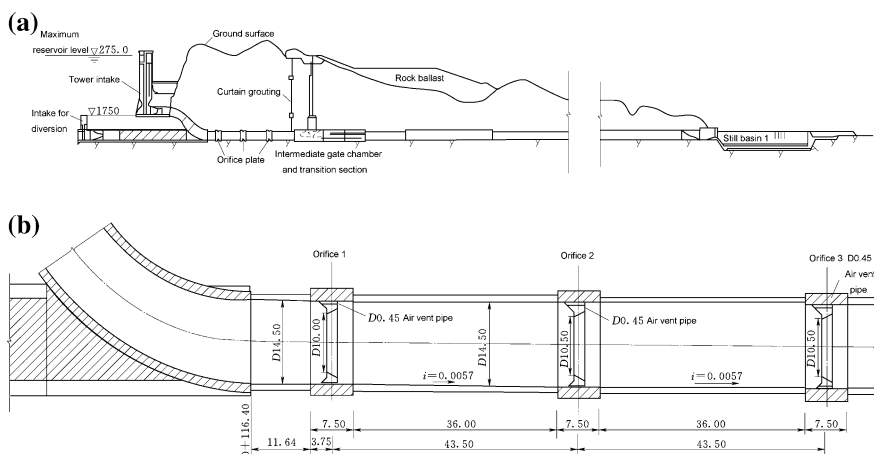 (a)
Maximum
reservoir level ▽275.0
Ground surface
Tower intake
Rock ballast
Curtain grouting
Intake for
diversion
▽1750
Orifice plate
Intermediate gate chamber
and transition section
Still basin 1
(b)
Orifice 1
Orifice 2
Orifice 3 D0.45
Air vent
pipe
D0.45 Air vent pipe
D0.45 Air vent pipe
D14.50
D10.00
D14.50
D10.50
D10.50
i=0.0057
i=0.0057
7.50
36.00
7.50
36.00
7.50
0+116.40
11.64
3.75
43.50
43.50